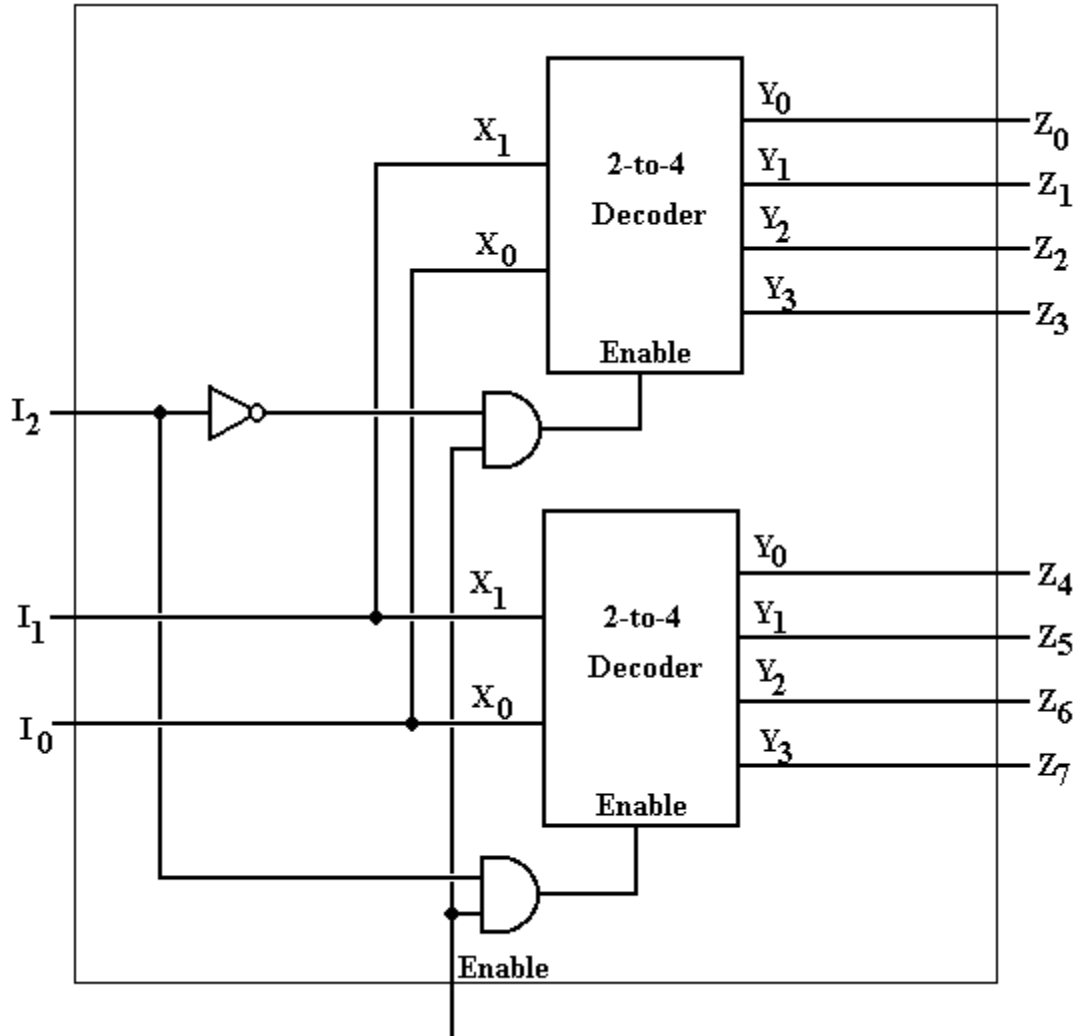 Y₀
Z₀
X₁
2-to-4
Y₁
Z₁
Decoder
Y₂
Z₂
X₀
Y₃
Z₃
Enable
I₂
Y₀
Z₄
X₁
2-to-4
Y₁
Z₅
I₁
Decoder
Y₂
Z₆
X₀
I₀
Y₃
Z₇
Enable
Enable